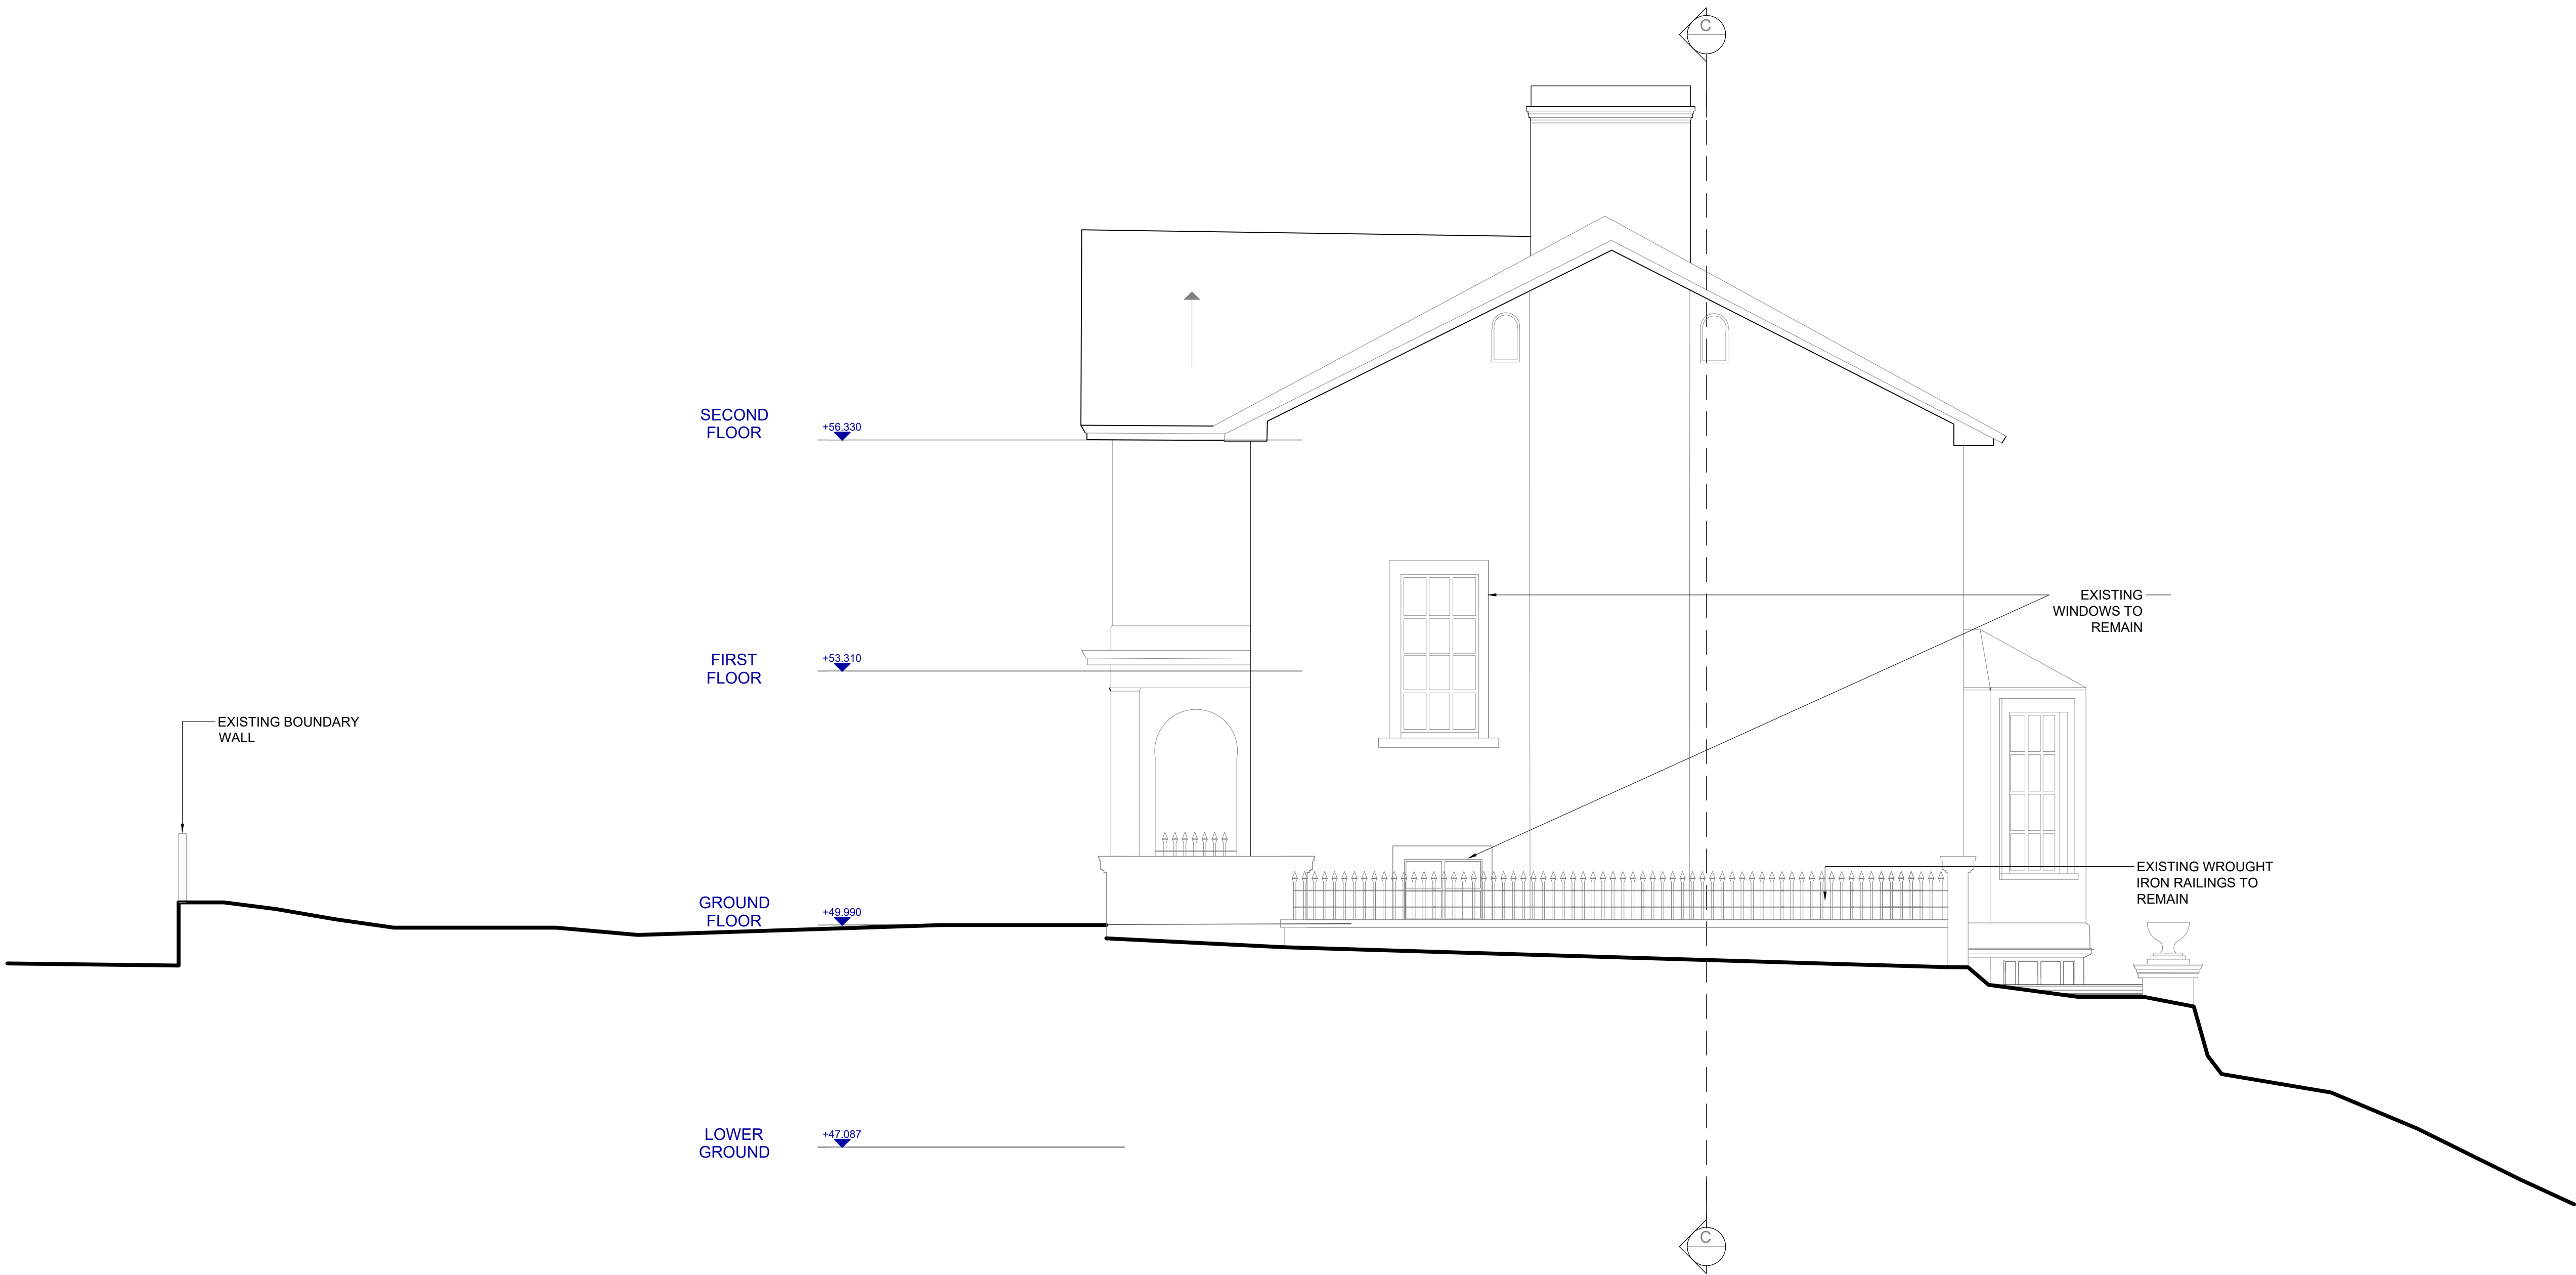 C
SECOND
FLOOR
+56.330
EXISTING
WINDOWS TO
REMAIN
FIRST
FLOOR
+53.310
EXISTING BOUNDARY
WALL
EXISTING WROUGHT
IRON RAILINGS TO
REMAIN
GROUND
FLOOR
+49.990
LOWER
GROUND
+47.087
C